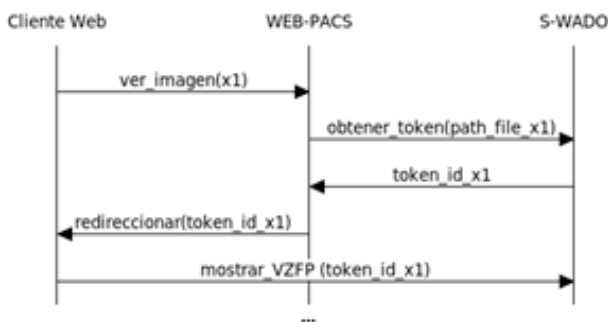 Cliente Web WEB-PACS S-WADO
ver_imagen(x1)
obtener_token(path_file_x1)
token_id_x1
redireccionar(token_id_x1)
mostrar_VZFP (token_id_x1)
...